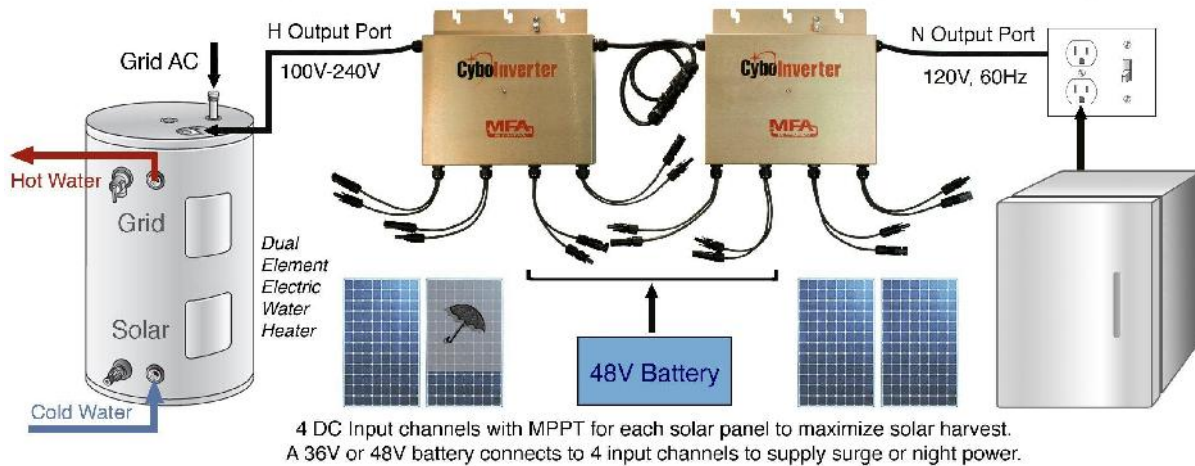 H Output Port
N Output Port
Grid AC
100V-240V
CyboInverter
CyboInverter
120V, 60Hz
MFA
MFA
Hot Water
Grid
Dual
Element
Electric
Water
Heater
Solar
48V Battery
Cold Water
4 DC Input channels with MPPT for each solar panel to maximize solar harvest.
A 36V or 48V battery connects to 4 input channels to supply surge or night power.